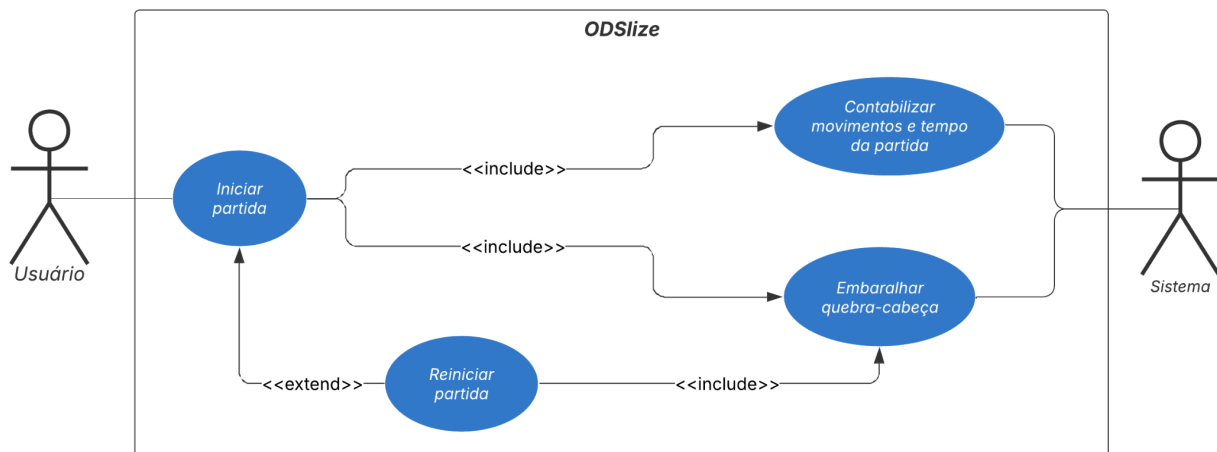 ODSlize
Contabilizar
movimentos e tempo
da partida
<<include>>
Iniciar
partida
<<include>>
Usuário
Embaralhar
quebra-cabeça
Sistema
<<extend>>
Reiniciar
partida
<<include>>